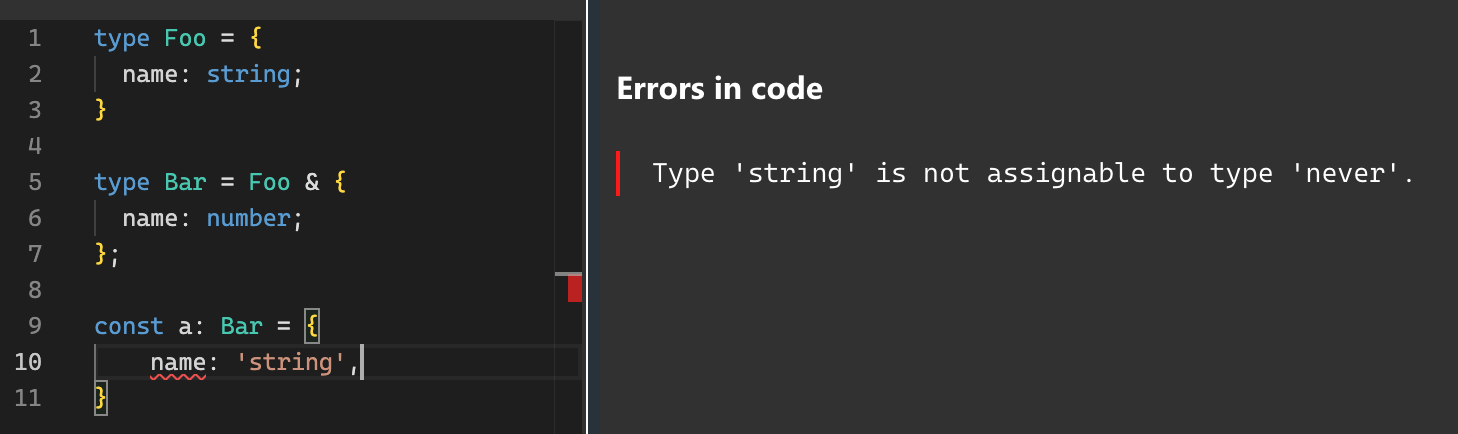 1 type Foo = {
2 name: string;
3 }
4
5 type Bar = Foo & {
6 name: number;
7 };
8
9 const a: Bar = {
10 name: 'string',
11 }
Errors in code
Type 'string' is not assignable to type 'never'.